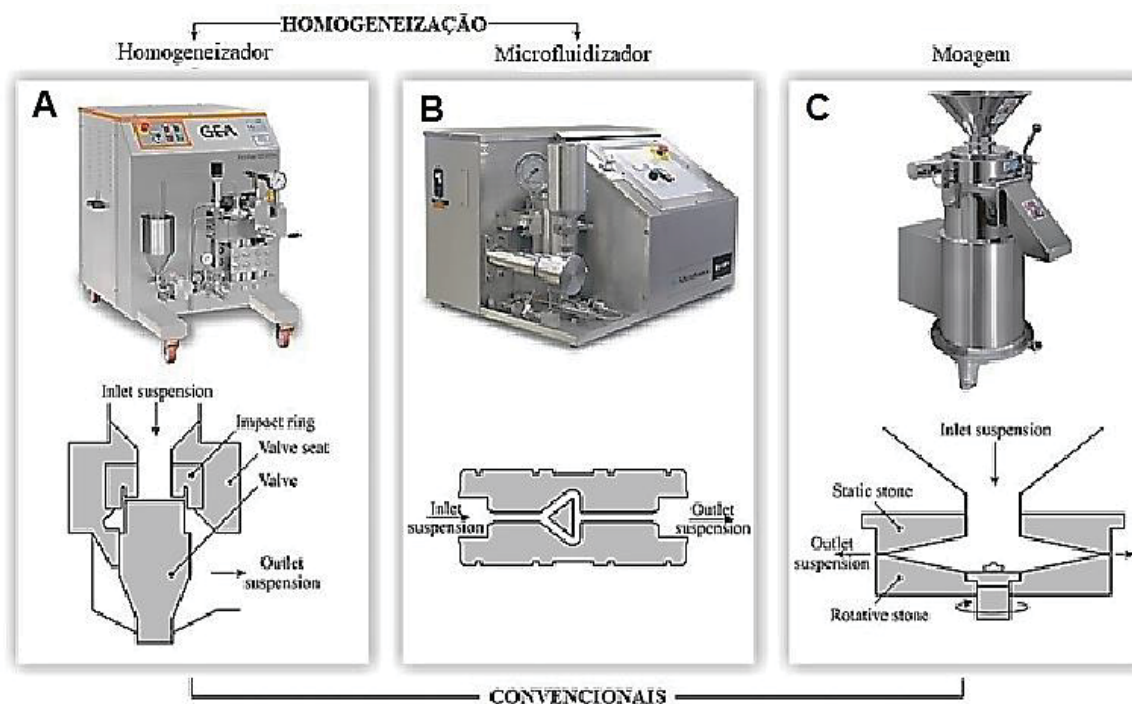 HOMOGENEIZAÇÃO
Homogeneizador
Microfluidizador
Moagem
A
GEA
Inlet suspension
Impact ring
Valve seat
Valve
Outlet
suspension
B
Inlet
suspension
Outlet
suspension
C
Inlet suspension
Static stone
Outlet
suspension
Rotative stone
CONVENCIONAIS